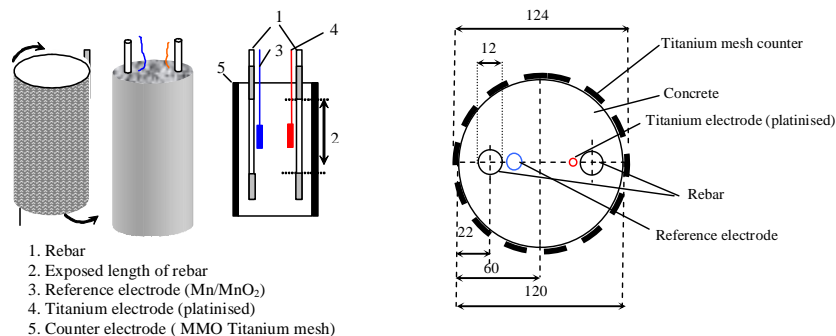 1
3
4
5
2
1. Rebar
2. Exposed length of rebar
3. Reference electrode (Mn/MnO₂)
4. Titanium electrode (platinised)
5. Counter electrode ( MMO Titanium mesh)
124
12
Titanium mesh counter
Concrete
Titanium electrode (platinised)
Rebar
22
Reference electrode
60
120